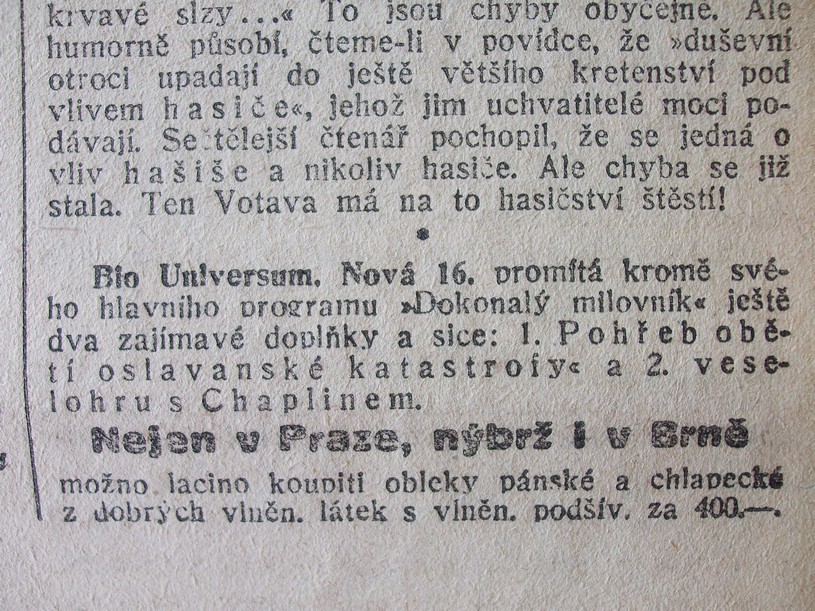 krvavé slzy...« To jsou chyby obyčejné. Ale
humorně působí, čteme-li v povídce, že »duševní
otroci upadají do ještě většího kretenství pod
vlivem hasiče«, jehož jim uchvatitelé moci po-
dávají. Sečtělejší čtenář pochopil, že se jedná o
vliv hašiše a nikoliv hasiče. Ale chyba se již
stala. Ten Votava má na to hasičství štěstí!
*
Bio Universum. Nová 16. promítá kromě své-
ho hlavního programu »Dokonalý milovník« ještě
dva zajímavé doplňky a sice: 1. Pohřeb obě-
tí oslavanské katastrofy« a 2. vese-
lohru s Chaplinem.
Nejen v Praze, nýbrž i v Brně
možno lacino koupiti obleky pánské a chlapecké
z dobrých vlněn. látek s vlněn. podšív. za 400.—.